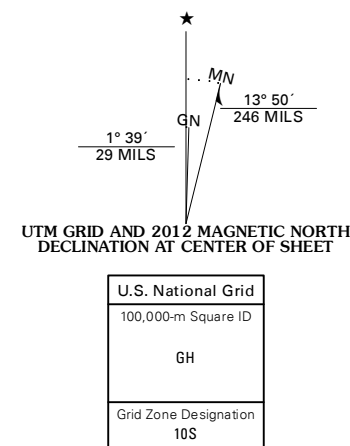 MN
13° 50´
246 MILS
GN
1° 39´
29 MILS
UTM GRID AND 2012 MAGNETIC NORTH
DECLINATION AT CENTER OF SHEET
U.S. National Grid
100,000-m Square ID
GH
Grid Zone Designation
10S